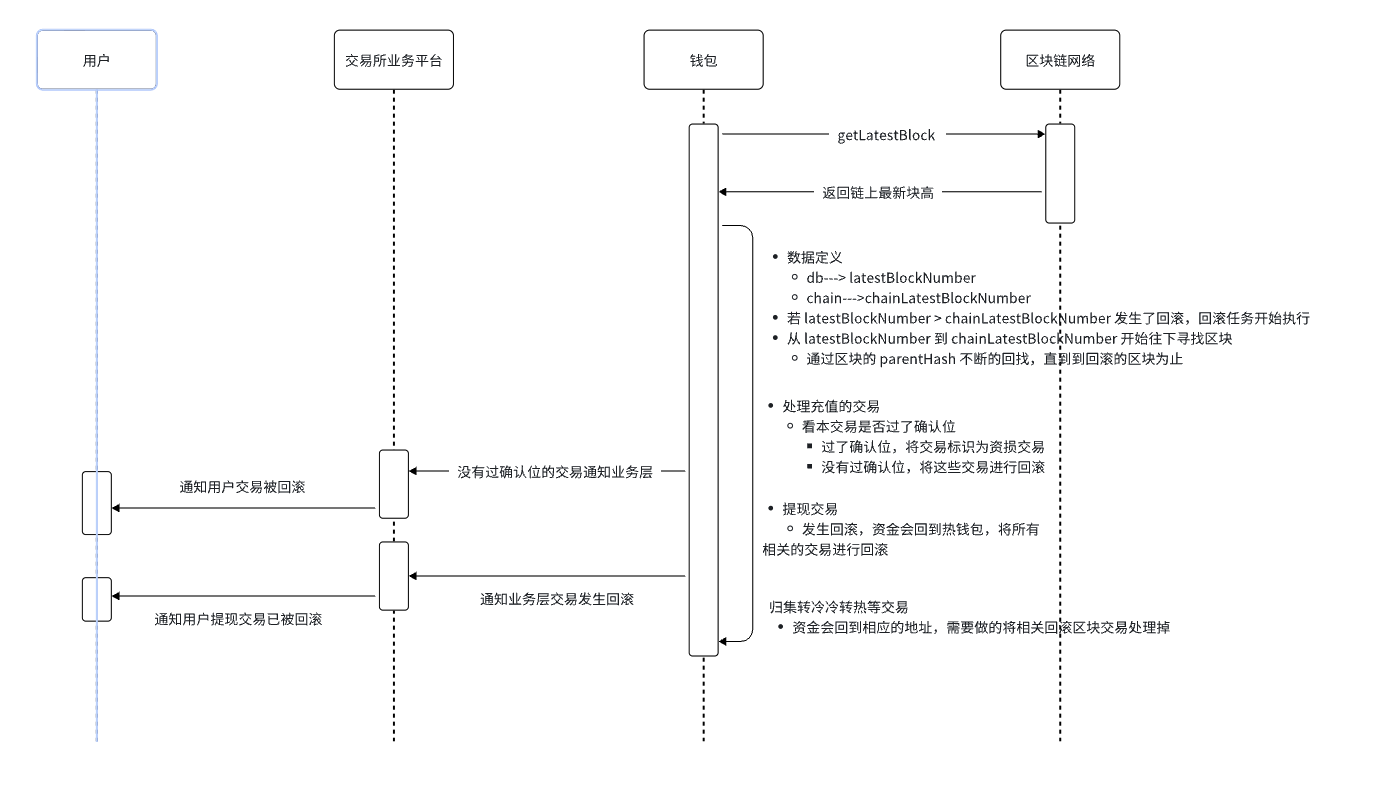 用户
交易所业务平台
钱包
区块链网络
getLatestBlock
返回链上最新块高
数据定义
db---> latestBlockNumber
chain--->chainLatestBlockNumber
若 latestBlockNumber > chainLatestBlockNumber 发生了回滚，回滚任务开始执行
从 latestBlockNumber 到 chainLatestBlockNumber 开始往下寻找区块
通过区块的 parentHash 不断的回找，直到到回滚的区块为止
处理充值的交易
看本交易是否过了确认位
过了确认位，将交易标识为资损交易
没有过确认位，将这些交易进行回滚
没有过确认位的交易通知业务层
通知用户交易被回滚
提现交易
发生回滚，资金会回到热钱包，将所有
相关的交易进行回滚
通知业务层交易发生回滚
通知用户提现交易已被回滚
归集转冷冷转热等交易
资金会回到相应的地址，需要做的将相关回滚区块交易处理掉